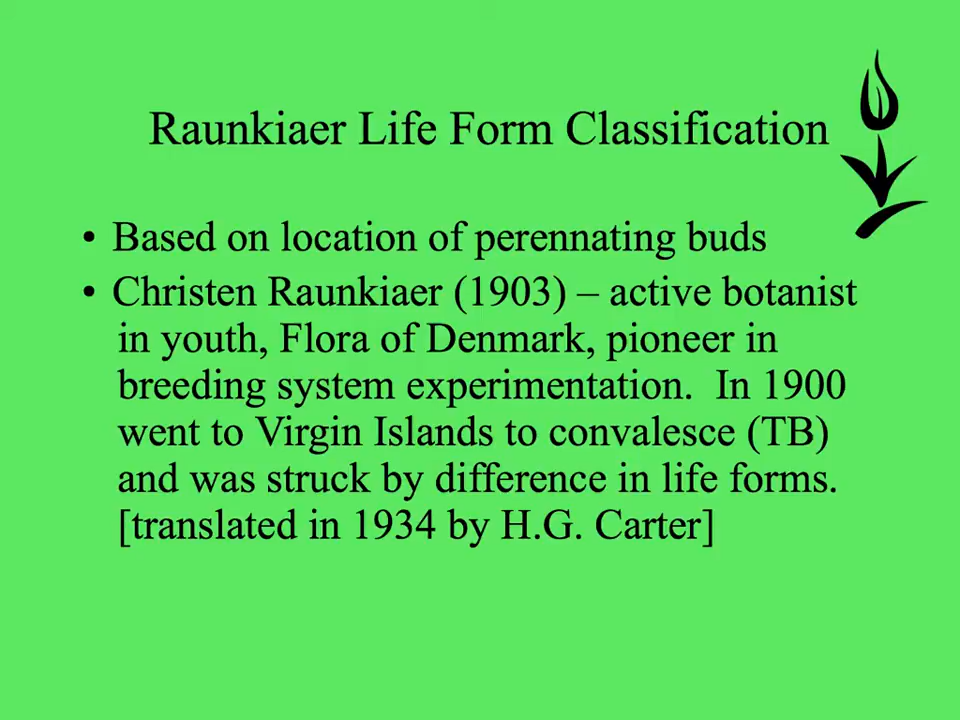 Raunkiaer Life Form Classification
• Based on location of perennating buds
• Christen Raunkiaer (1903) – active botanist
in youth, Flora of Denmark, pioneer in
breeding system experimentation.  In 1900
went to Virgin Islands to convalesce (TB)
and was struck by difference in life forms.
[translated in 1934 by H.G. Carter]